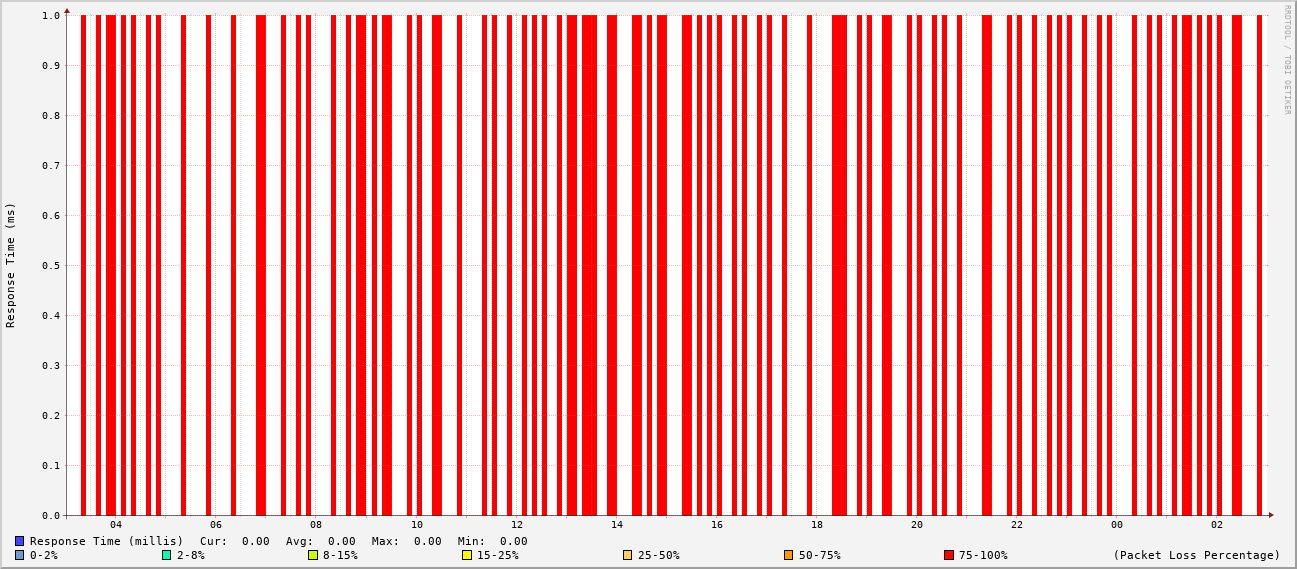 RRDTOOL / TOBI OETIKER
Response Time (ms)
1.0
0.9
0.8
0.7
0.6
0.5
0.4
0.3
0.2
0.1
0.0
04 06 08 10 12 14 16 18 20 22 00 02
Response Time (millis) Cur: 0.00 Avg: 0.00 Max: 0.00 Min: 0.00
0-2% 2-8% 8-15% 15-25% 25-50% 50-75% 75-100% (Packet Loss Percentage)